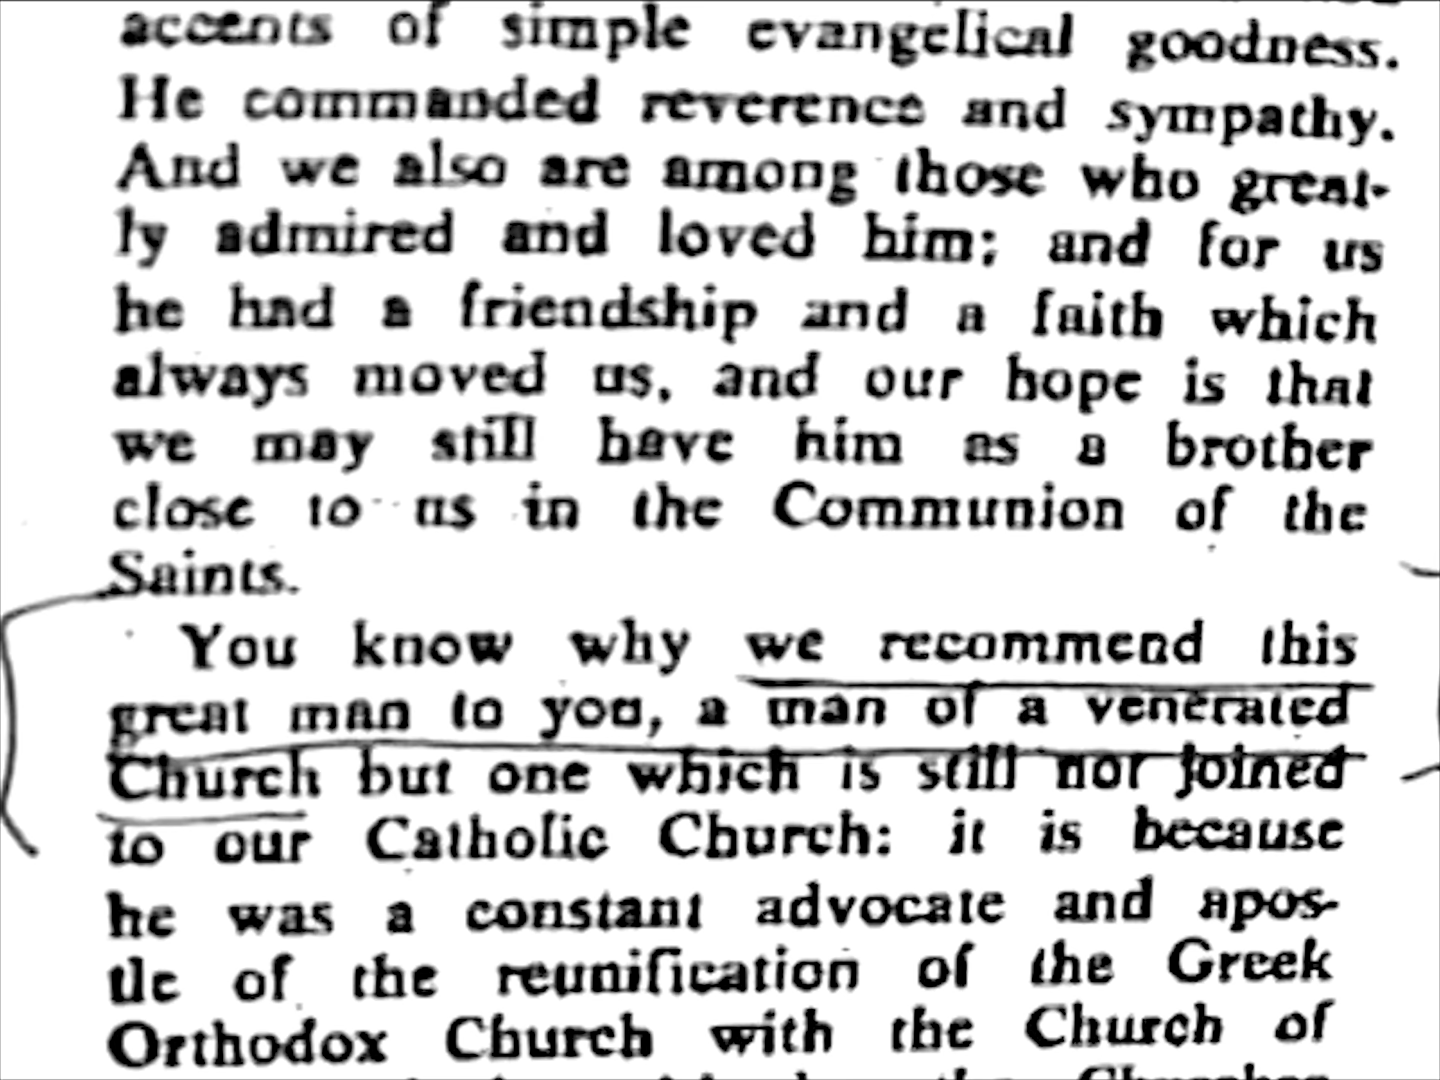 accents of simple evangelical goodness.
He commanded reverence and sympathy.
And we also are among those who great-
ly admired and loved him; and for us
he had a friendship and a faith which
always moved us, and our hope is that
we may still have him as a brother
close to us in the Communion of the
Saints.
You know why we recommend this
great man to you, a man of a venerated
Church but one which is still not joined
to our Catholic Church: it is because
he was a constant advocate and apos-
tle of the reunification of the Greek
Orthodox Church with the Church of